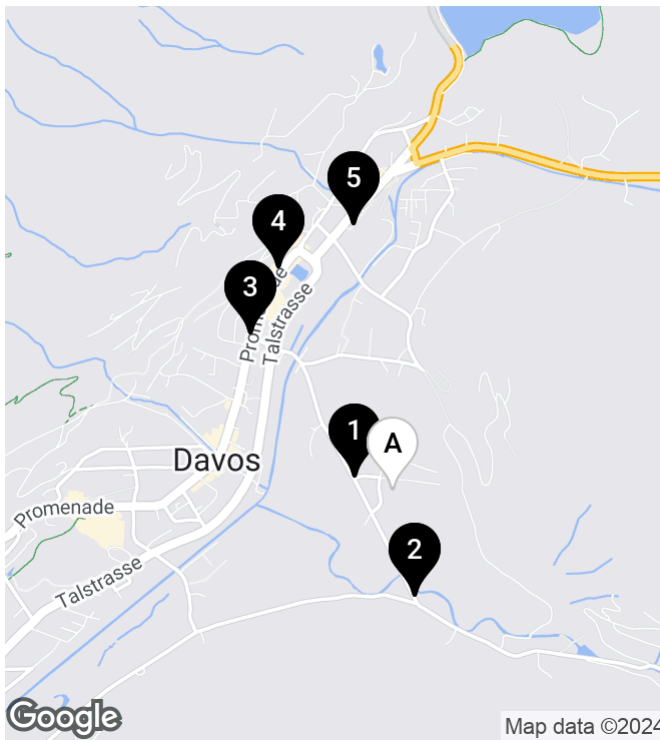 5
4
3
Promenade
Talstrasse
1
A
Davos
Promenade
2
Talstrasse
Google
Map data ©2024